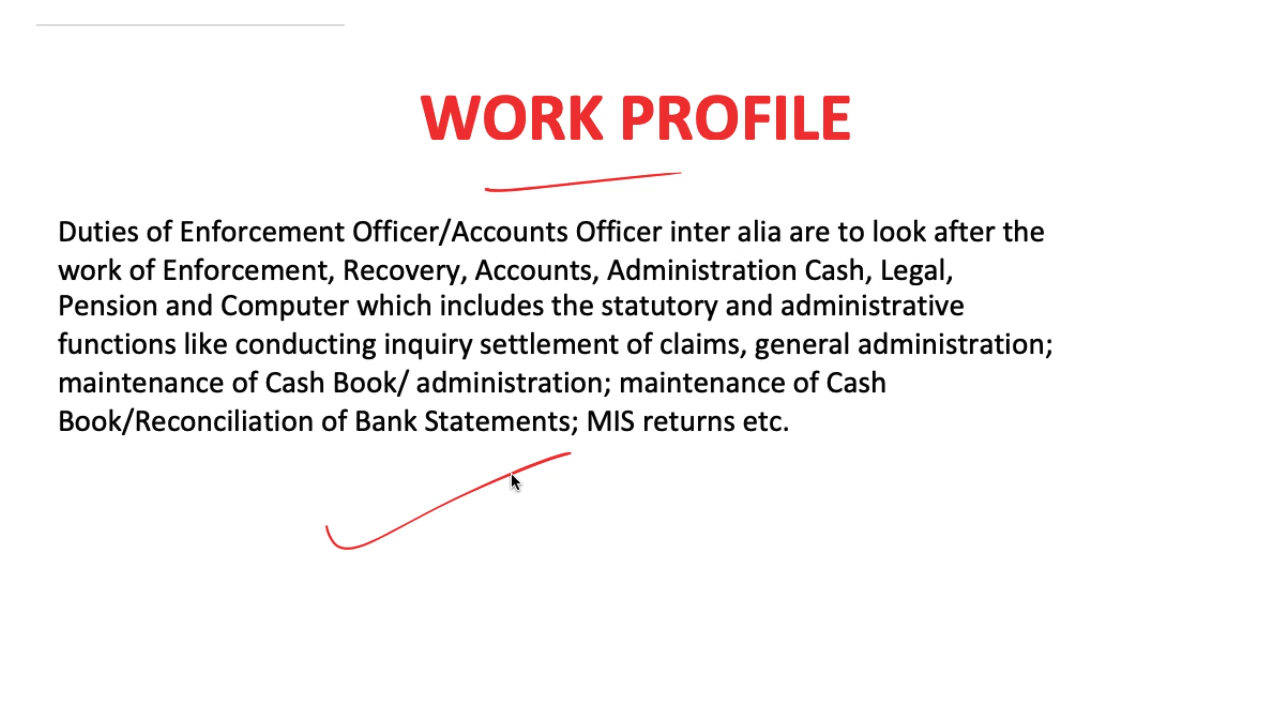 WORK PROFILE
Duties of Enforcement Officer/Accounts Officer inter alia are to look after the
work of Enforcement, Recovery, Accounts, Administration Cash, Legal,
Pension and Computer which includes the statutory and administrative
functions like conducting inquiry settlement of claims, general administration;
maintenance of Cash Book/ administration; maintenance of Cash
Book/Reconciliation of Bank Statements; MIS returns etc.